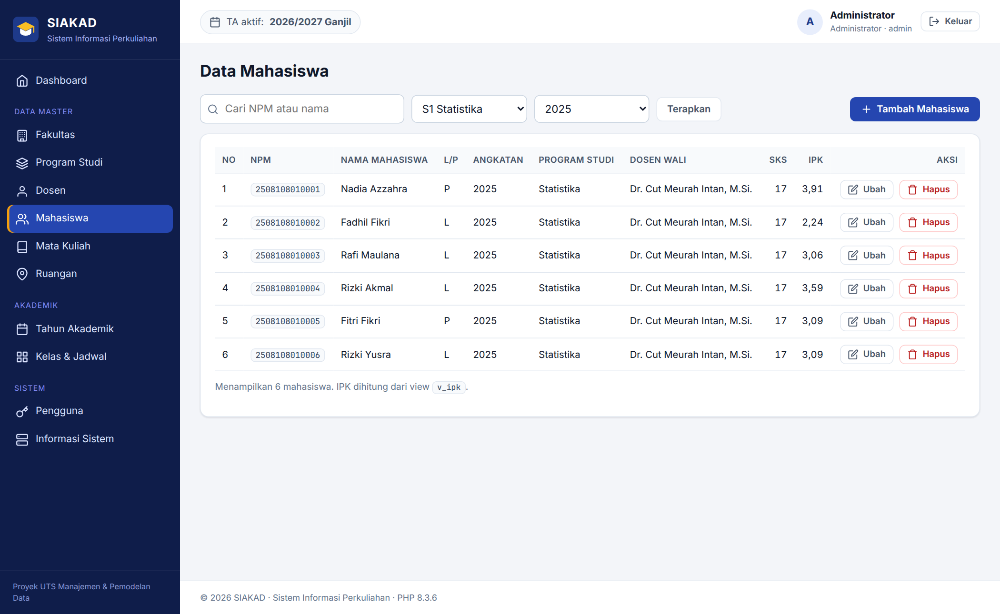 SIAKAD
Sistem Informasi Perkuliahan
Dashboard
DATA MASTER
Fakultas
Program Studi
Dosen
Mahasiswa
Mata Kuliah
Ruangan
AKADEMIK
Tahun Akademik
Kelas & Jadwal
SISTEM
Pengguna
Informasi Sistem
Proyek UTS Manajemen & Pemodelan
Data
TA aktif: 2026/2027 Ganjil
A
Administrator
Administrator · admin
Keluar
Data Mahasiswa
Cari NPM atau nama
S1 Statistika
2025
Terapkan
Tambah Mahasiswa
NO NPM NAMA MAHASISWA L/P ANGKATAN PROGRAM STUDI DOSEN WALI SKS IPK AKSI
1 2508108010001 Nadia Azzahra P 2025 Statistika Dr. Cut Meurah Intan, M.Si. 17 3,91 Ubah Hapus
2 2508108010002 Fadhil Fikri L 2025 Statistika Dr. Cut Meurah Intan, M.Si. 17 2,24 Ubah Hapus
3 2508108010003 Rafi Maulana L 2025 Statistika Dr. Cut Meurah Intan, M.Si. 17 3,06 Ubah Hapus
4 2508108010004 Rizki Akmal L 2025 Statistika Dr. Cut Meurah Intan, M.Si. 17 3,59 Ubah Hapus
5 2508108010005 Fitri Fikri P 2025 Statistika Dr. Cut Meurah Intan, M.Si. 17 3,09 Ubah Hapus
6 2508108010006 Rizki Yusra L 2025 Statistika Dr. Cut Meurah Intan, M.Si. 17 3,09 Ubah Hapus
Menampilkan 6 mahasiswa. IPK dihitung dari view v_ipk.
© 2026 SIAKAD · Sistem Informasi Perkuliahan · PHP 8.3.6